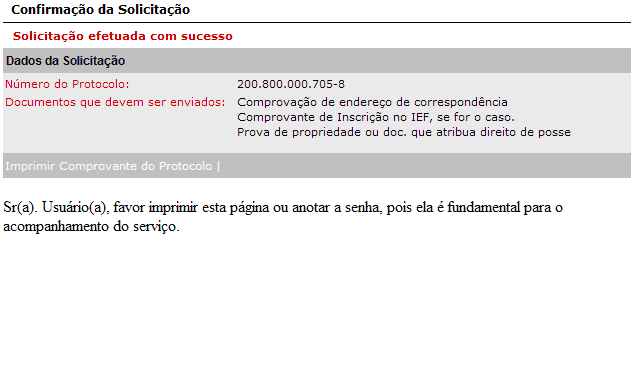 Confirmação da Solicitação
Solicitação efetuada com sucesso
Dados da Solicitação
Número do Protocolo: 200.800.000.705-8
Documentos que devem ser enviados: Comprovação de endereço de correspondência
Comprovante de Inscrição no IEF, se for o caso.
Prova de propriedade ou doc. que atribua direito de posse
Imprimir Comprovante do Protocolo |
Sr(a). Usuário(a), favor imprimir esta página ou anotar a senha, pois ela é fundamental para o
acompanhamento do serviço.